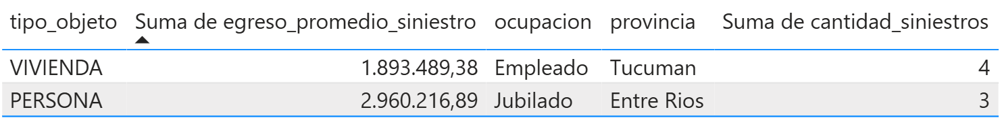 tipo_objeto Suma de egreso_promedio_siniestro ocupacion provincia Suma de cantidad_siniestros
VIVIENDA 1.893.489,38 Empleado Tucuman 4
PERSONA 2.960.216,89 Jubilado Entre Rios 3